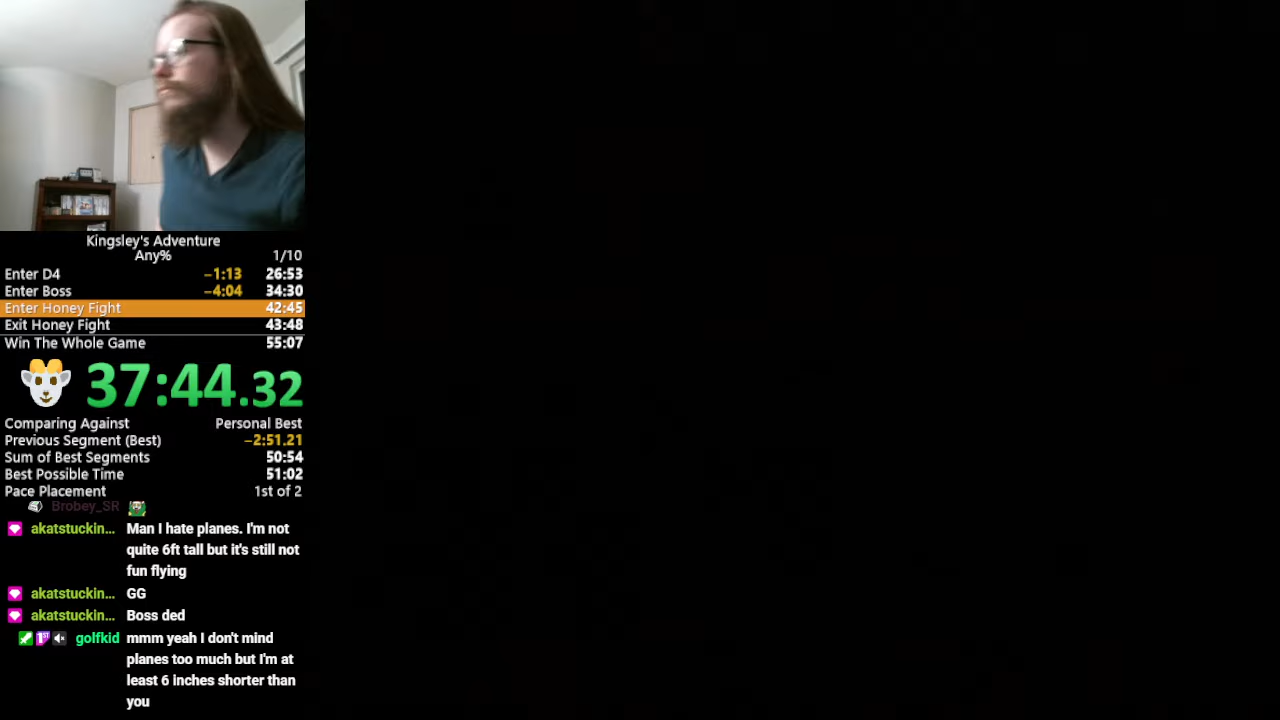 Kingsley's Adventure
Any% 1/10
Enter D4 −1:13 26:53
Enter Boss −4:04 34:30
Enter Honey Fight 42:45
Exit Honey Fight 43:48
Win The Whole Game 55:07
37:44.32
Comparing Against Personal Best
Previous Segment (Best) −2:51.21
Sum of Best Segments 50:54
Best Possible Time 51:02
Pace Placement 1st of 2
Brobey_SR
akatstuckin... Man I hate planes. I'm not
quite 6ft tall but it's still not
fun flying
akatstuckin... GG
akatstuckin... Boss ded
1ST golfkid mmm yeah I don't mind
planes too much but I'm at
least 6 inches shorter than
you